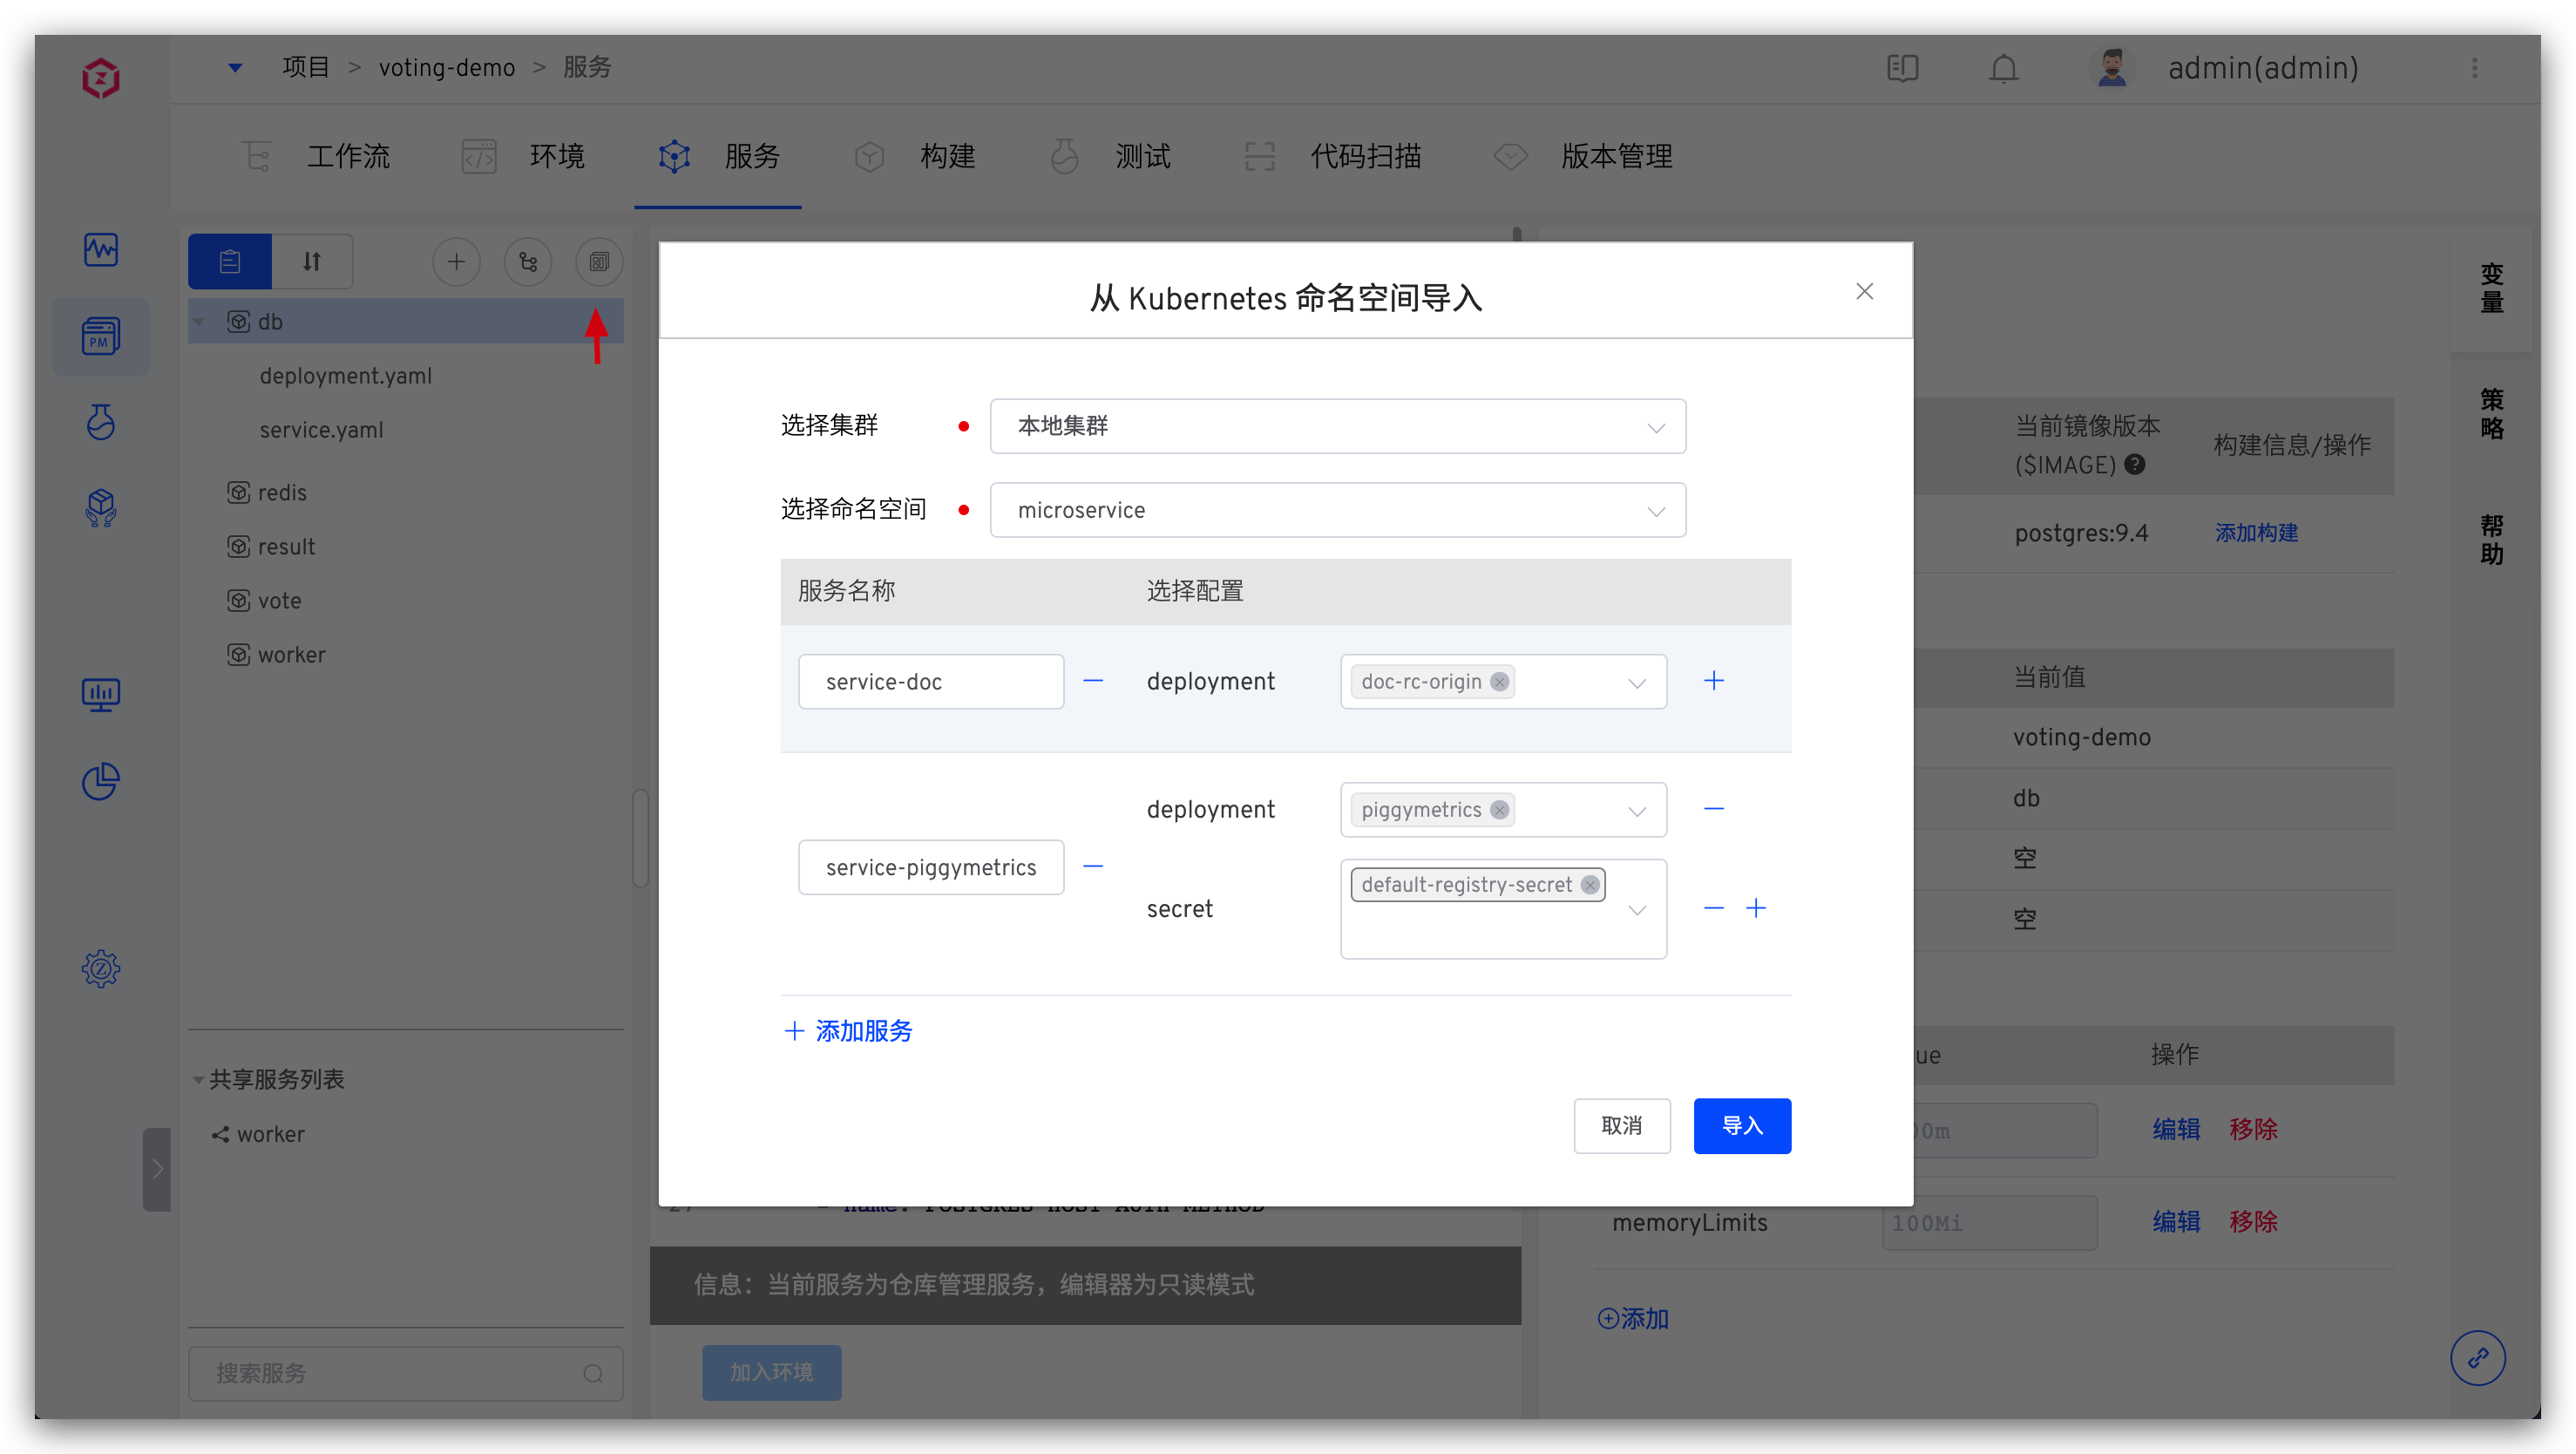 项目 > voting-demo > 服务
admin(admin)
工作流
环境
服务
构建
测试
代码扫描
版本管理
PM
db
deployment.yaml
service.yaml
redis
result
vote
worker
共享服务列表
worker
搜索服务
从 Kubernetes 命名空间导入
选择集群
本地集群
选择命名空间
microservice
服务名称
选择配置
service-doc
deployment
doc-rc-origin
service-piggymetrics
deployment
piggymetrics
secret
default-registry-secret
添加服务
取消
导入
信息：当前服务为仓库管理服务，编辑器为只读模式
加入环境
当前镜像版本
($IMAGE)
构建信息/操作
postgres:9.4
添加构建
当前值
voting-demo
db
空
空
操作
编辑
移除
memoryLimits
100Mi
编辑
移除
添加
变量
策略
帮助